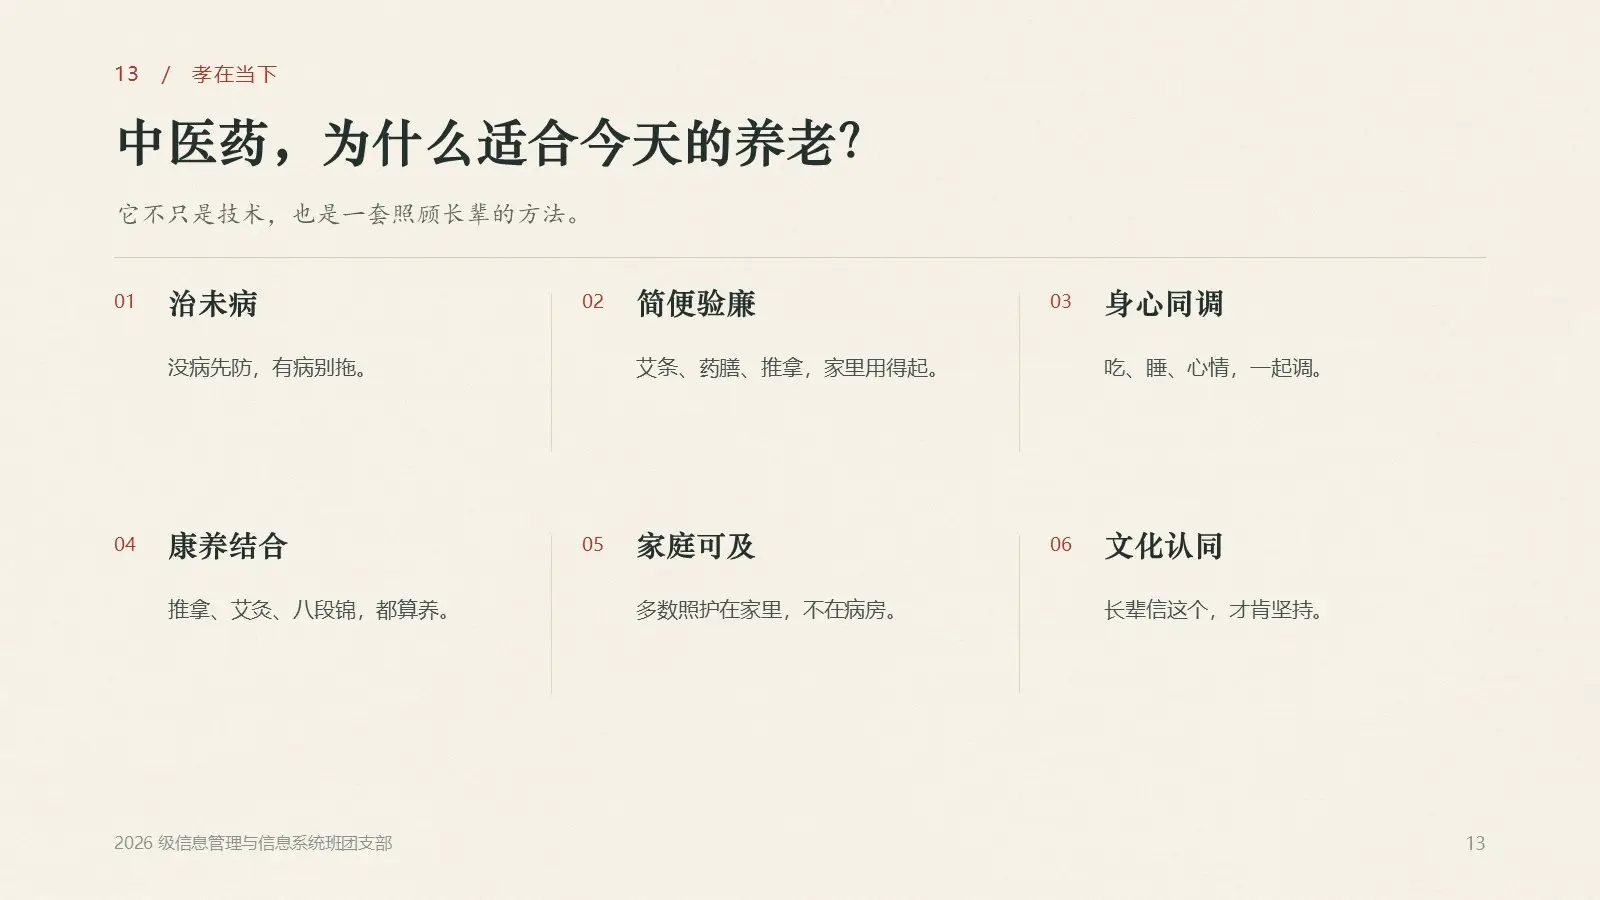 13 / 孝在当下
中医药，为什么适合今天的养老？
它不只是技术，也是一套照顾长辈的方法。
01 治未病
没病先防，有病别拖。
02 简便验廉
艾条、药膳、推拿，家里用得起。
03 身心同调
吃、睡、心情，一起调。
04 康养结合
推拿、艾灸、八段锦，都算养。
05 家庭可及
多数照护在家里，不在病房。
06 文化认同
长辈信这个，才肯坚持。
2026 级信息管理与信息系统班团支部
13